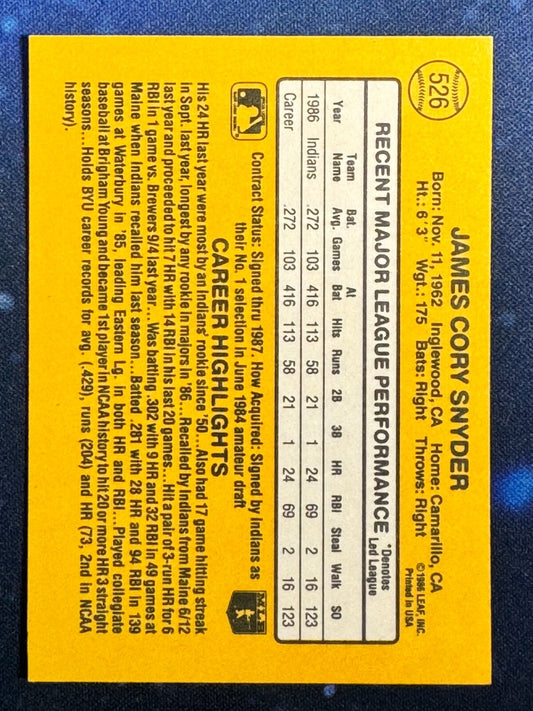 526
JAMES CORY SNYDER
Born: Nov. 11, 1962 Inglewood, CA Home: Camarillo, CA
Ht.: 6'3" Wgt.: 175 Bats: Right Throws: Right
©1986 LEAF, INC.
Printed in USA
RECENT MAJOR LEAGUE PERFORMANCE
*Denotes
Led League
Year Team Name Bat. Avg. Games At Bat Hits Runs 2B 3B HR RBI Steal Walk SO
1986 Indians .272 103 416 113 58 21 1 24 69 2 16 123
Career .272 103 416 113 58 21 1 24 69 2 16 123
Contract Status: Signed thru 1987. How Acquired: Signed by Indians as
their No. 1 selection in June 1984 amateur draft
MLB
CAREER HIGHLIGHTS
His 24 HR last year were most by an Indians' rookie since '50...Also had 17 game hitting streak
in Sept. last year, longest by any rookie in majors in '86...Recalled by Indians from Maine 6/12
last year and proceeded to hit 7 HR with 14 RBI in his last 20 games...Hit a pair of 3-run HR for 6
RBI in 1 game vs. Brewers 9/4 last year...Was batting .302 with 9 HR and 32 RBI in 49 games at
Maine when Indians recalled him last season...Batted .281 with 28 HR and 94 RBI in 139
games at Waterbury in '85, leading Eastern Lg. in both HR and RBI...Played collegiate
baseball at Brigham Young and became 1st player in NCAA history to hit 20 or more HR 3 straight
seasons...Holds BYU career records for avg. (.429), runs (204) and HR (73, 2nd in NCAA
history).